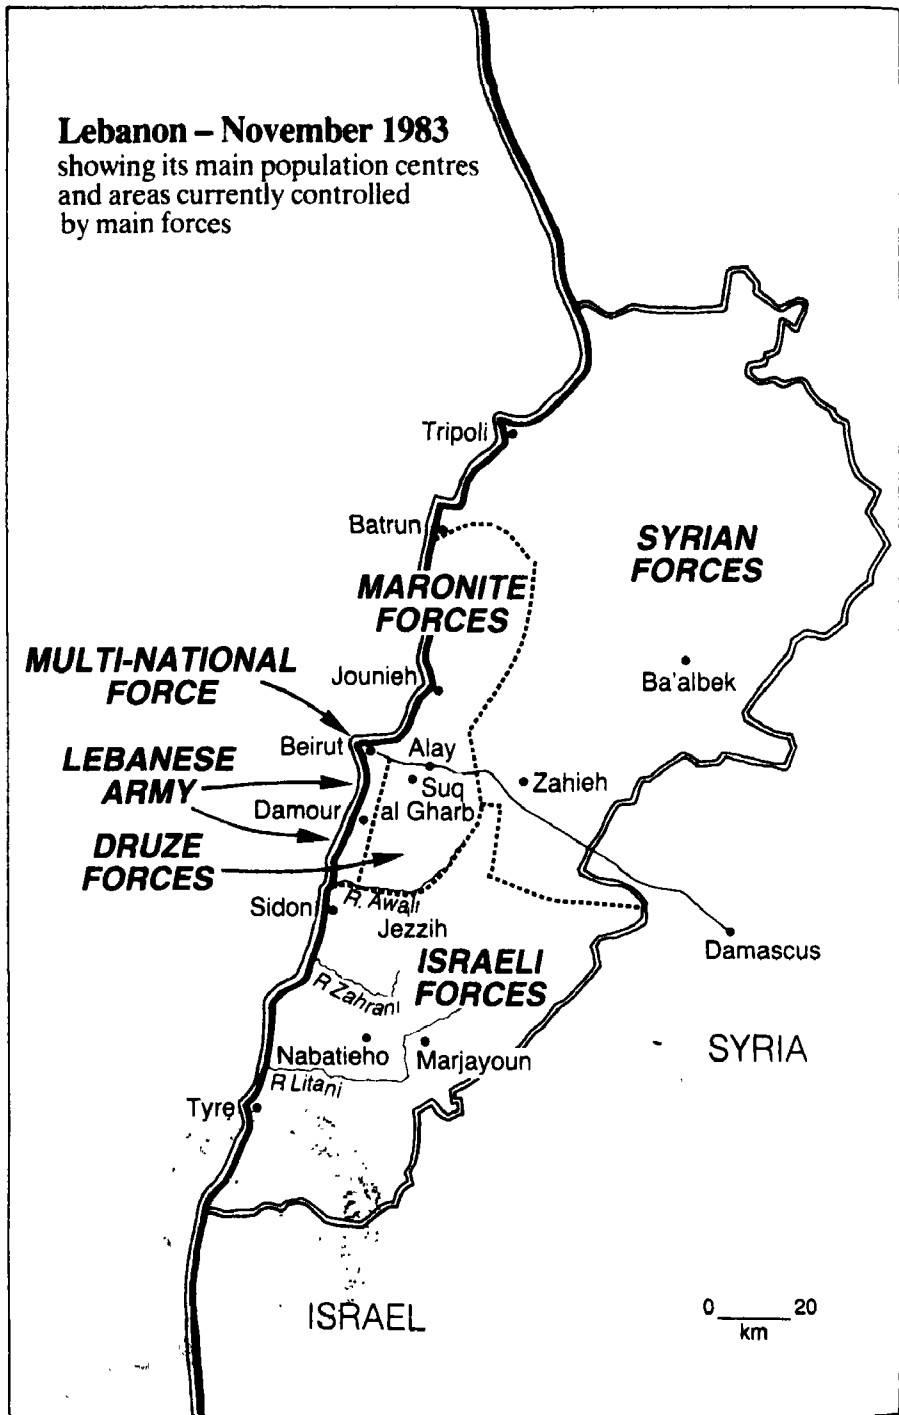 Lebanon – November 1983
showing its main population centres
and areas currently controlled
by main forces
Tripoli
Batrun
SYRIAN
FORCES
MARONITE
FORCES
MULTI-NATIONAL
FORCE
Jounieh
Ba'albek
Beirut
Alay
LEBANESE
ARMY
Suq
al Gharb
Zahieh
Damour
DRUZE
FORCES
Sidon
R. Awali
Jezzih
Damascus
ISRAELI
FORCES
R Zahrani
Nabatieho
Marjayoun
SYRIA
R Litani
Tyre
ISRAEL
0 20
km